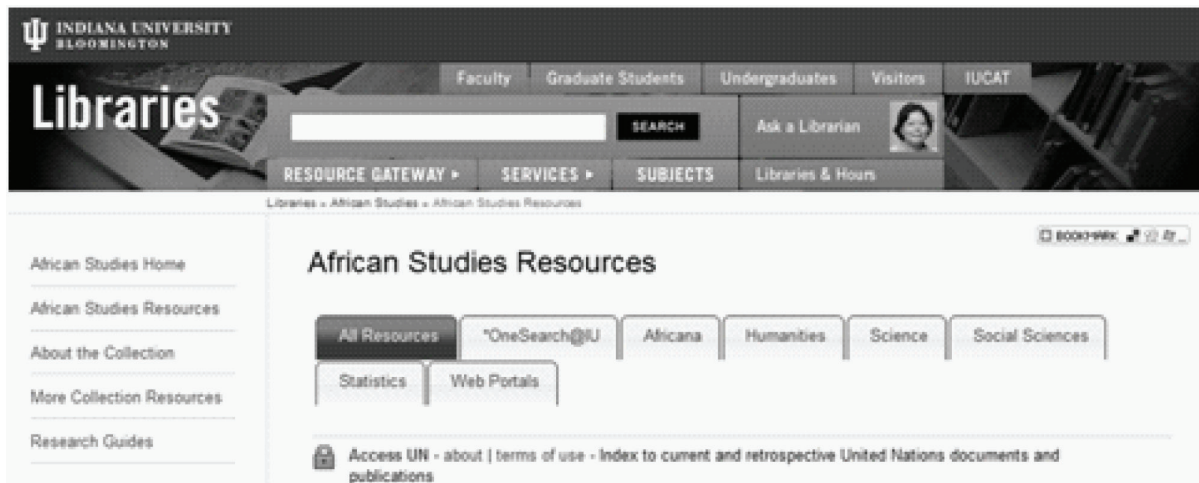 INDIANA UNIVERSITY
BLOOMINGTON
Libraries
Faculty Graduate Students Undergraduates Visitors IUCAT
SEARCH
Ask a Librarian
RESOURCE GATEWAY SERVICES SUBJECTS Libraries & Hours
Libraries » African Studies » African Studies Resources
BOOKMARK
African Studies Home
African Studies Resources
About the Collection
More Collection Resources
Research Guides
African Studies Resources
All Resources *OneSearch@IU Africana Humanities Science Social Sciences
Statistics Web Portals
Access UN - about | terms of use - Index to current and retrospective United Nations documents and
publications